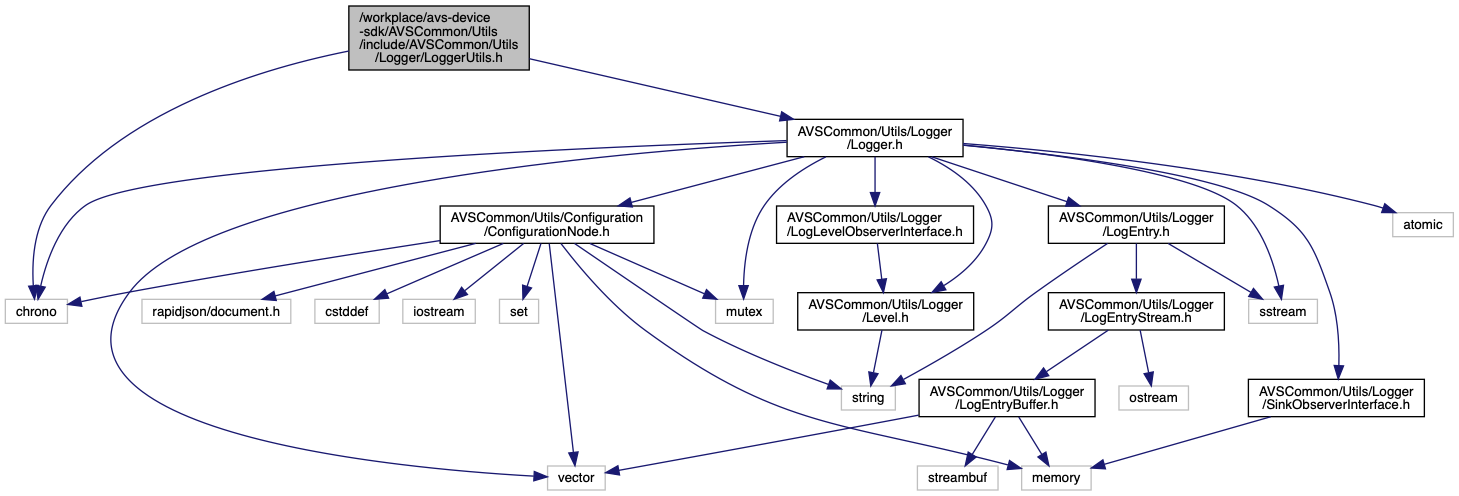 /workplace/avs-device
-sdk/AVSCommon/Utils
/include/AVSCommon/Utils
/Logger/LoggerUtils.h
AVSCommon/Utils/Logger
/Logger.h
AVSCommon/Utils/Configuration
/ConfigurationNode.h
AVSCommon/Utils/Logger
/LogLevelObserverInterface.h
AVSCommon/Utils/Logger
/LogEntry.h
atomic
chrono
rapidjson/document.h
cstddef
iostream
set
mutex
AVSCommon/Utils/Logger
/Level.h
AVSCommon/Utils/Logger
/LogEntryStream.h
sstream
string
AVSCommon/Utils/Logger
/LogEntryBuffer.h
ostream
AVSCommon/Utils/Logger
/SinkObserverInterface.h
vector
streambuf
memory